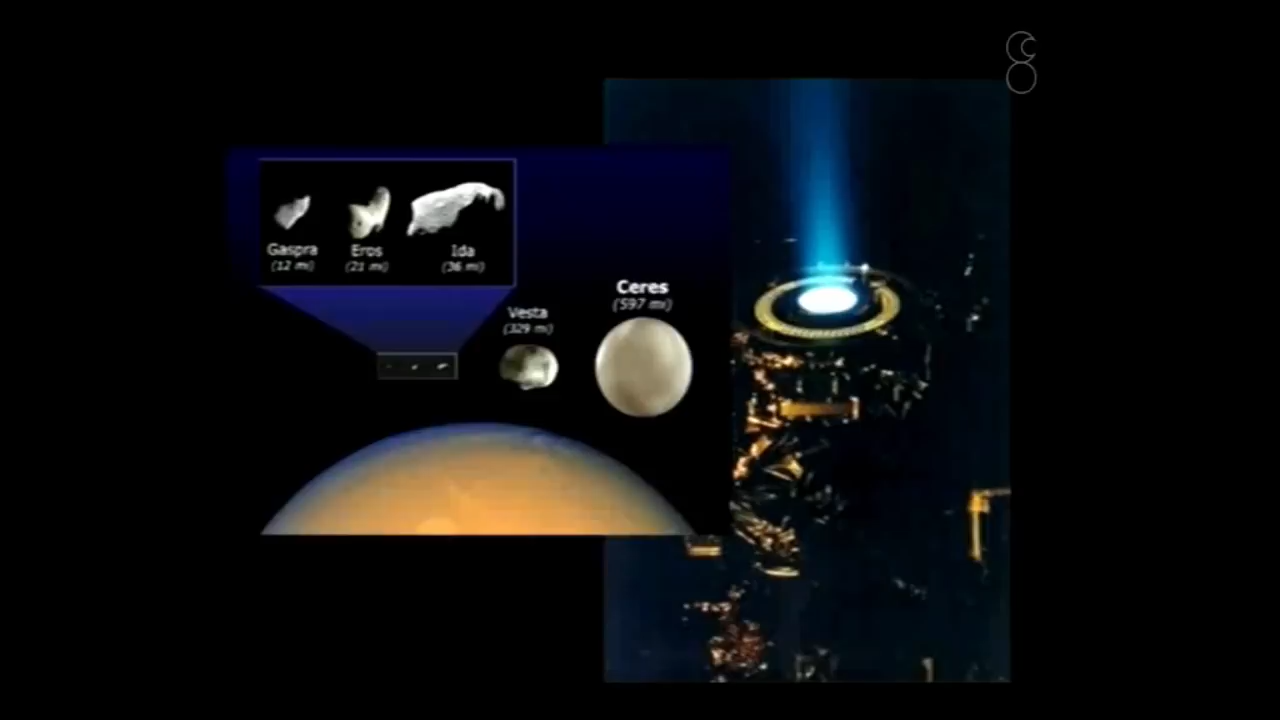 Gaspra
(12 mi)
Eros
(21 mi)
Ida
(36 mi)
Vesta
(329 mi)
Ceres
(597 mi)